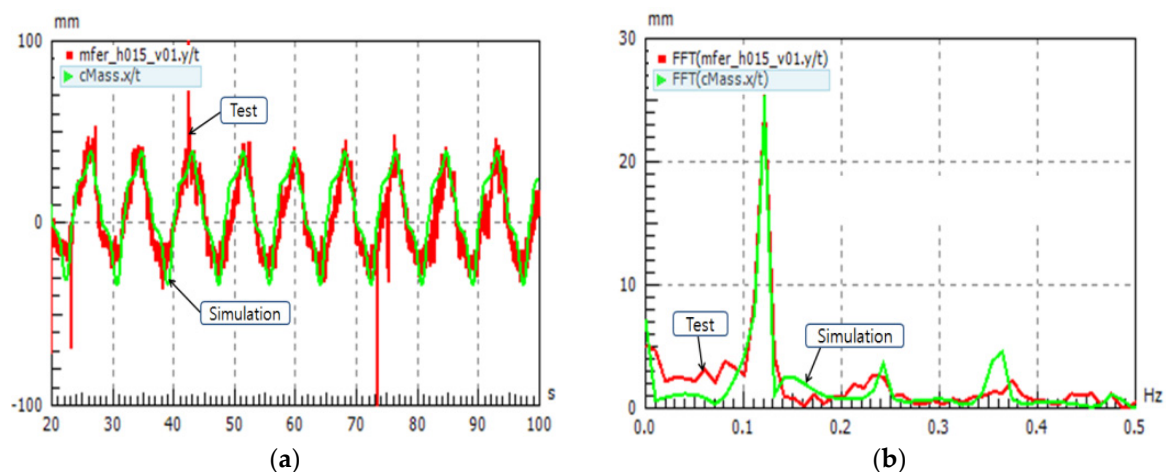 mm
100
mfer_h015_v01.y/t
cMass.x/t
Test
0
Simulation
-100
20 30 40 50 60 70 80 90 100
s
(a)
mm
30
FFT(mfer_h015_v01.y/t)
FFT(cMass.x/t)
20
10
Test
Simulation
0
0.0 0.1 0.2 0.3 0.4 0.5
Hz
(b)